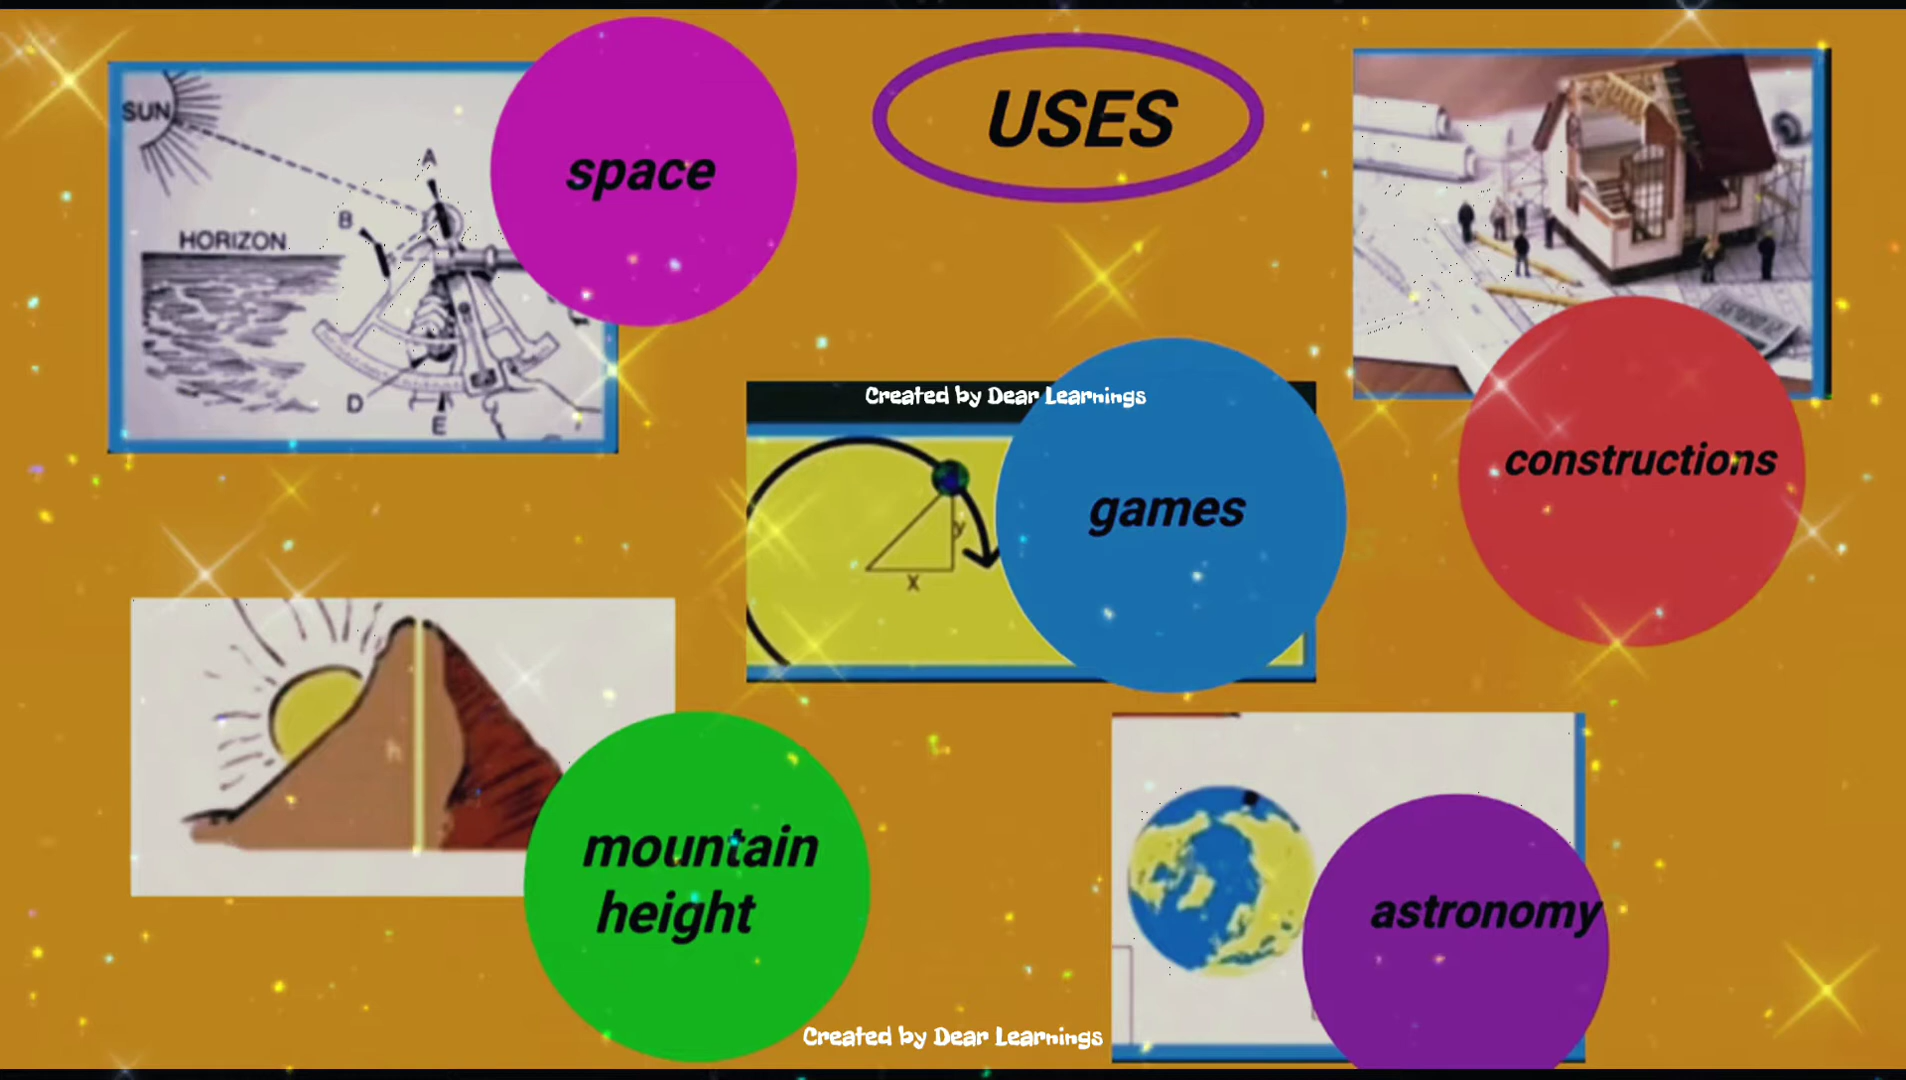 USES
SUN
A
B
HORIZON
D
E
space
Created by Dear Learnings
games
y
x
constructions
h
mountain
height
astronomy
Created by Dear Learnings